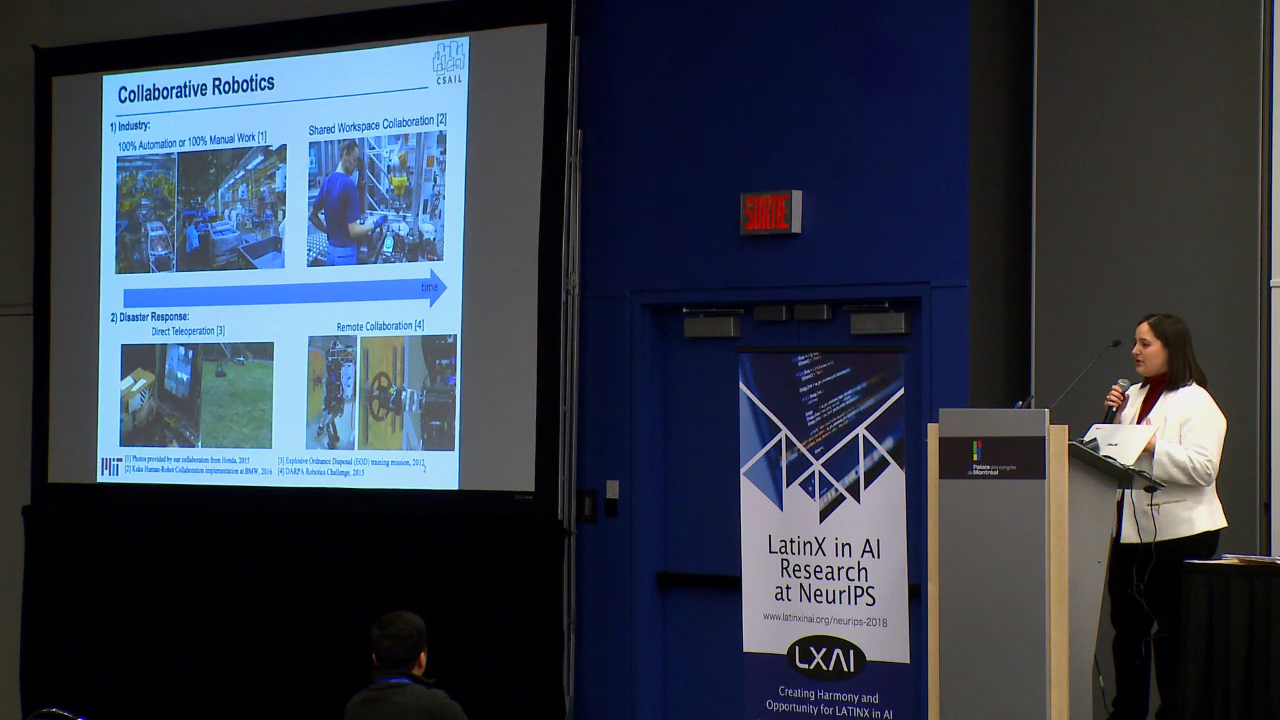 Collaborative Robotics
CSAIL
1) Industry:
100% Automation or 100% Manual Work [1]
Shared Workspace Collaboration [2]
time
2) Disaster Response:
Direct Teleoperation [3]
Remote Collaboration [4]
MIT
[1] Photos provided by our collaborators from Honda, 2015
[2] Kuka Human-Robot Collaboration implementation at BMW, 2016
[3] Explosive Ordnance Disposal (EOD) training mission, 2012
[4] DARPA Robotics Challenge, 2015
2
SORTIE
LatinX in AI
Research
at NeurIPS
www.latinxinai.org/neurips-2018
LXAI
Creating Harmony and
Opportunity for LATINX in AI
Palais des congrès
de Montréal